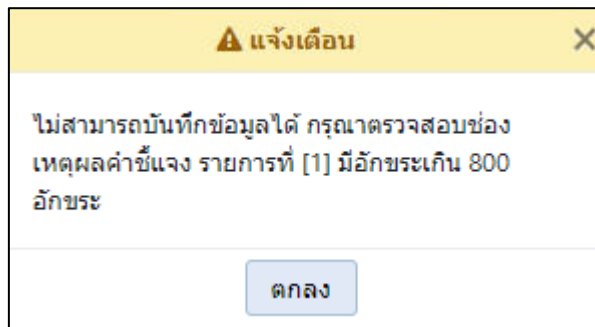 แจ้งเตือน
ไม่สามารถบันทึกข้อมูลได้ กรุณาตรวจสอบช่อง
เหตุผลคำชี้แจง รายการที่ [1] มีอักขระเกิน 800
อักขระ
ตกลง